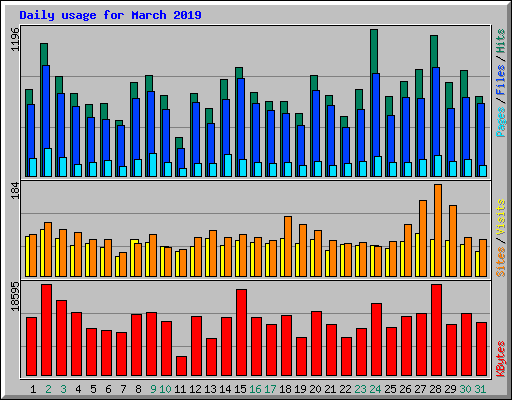 Daily usage for March 2019
1196
Pages / Files / Hits
184
Sites / Visits
18595
KBytes
1 2 3 4 5 6 7 8 9 10 11 12 13 14 15 16 17 18 19 20 21 22 23 24 25 26 27 28 29 30 31